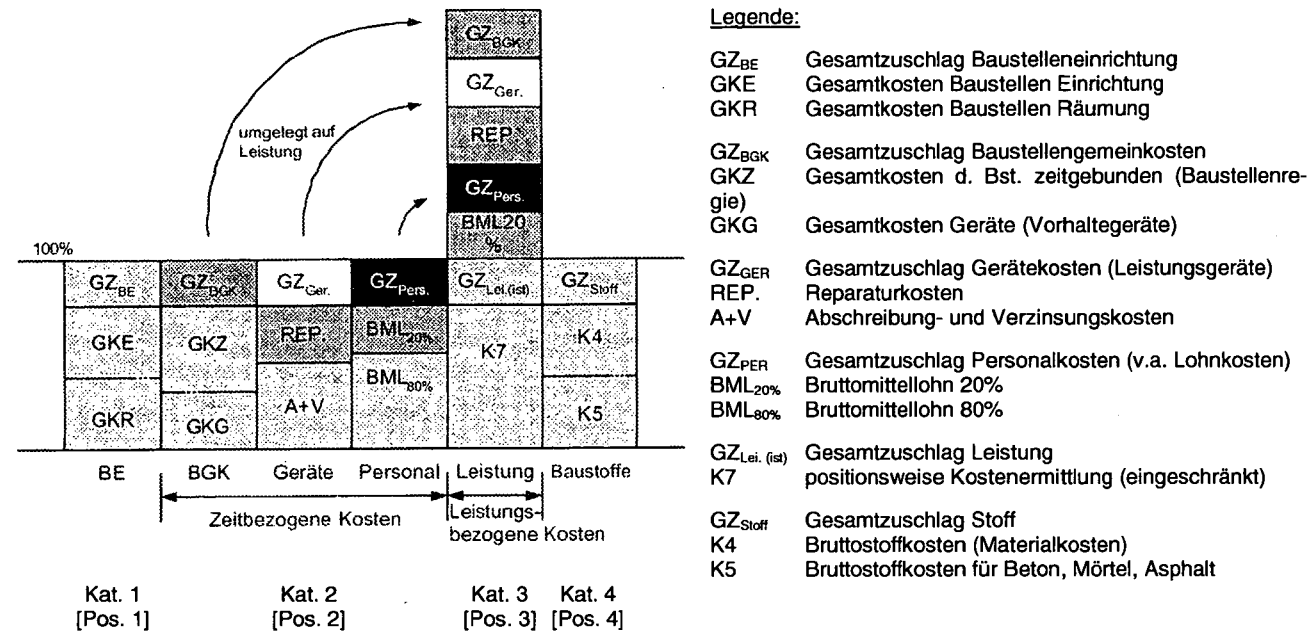 GZBGK
GZGer.
REP
GZPers.
BML20
%
umgelegt auf
Leistung
100%
GZBE
GZBGK
GZGer.
GZPers.
GZLei.(ist)
GZStoff
GKE
GKZ
REP.
BML20%
K7
K4
GKR
GKG
A+V
BML80%
K5
BE
BGK
Geräte
Personal
Leistung
Baustoffe
Zeitbezogene Kosten
Leistungs-
bezogene Kosten
Kat. 1
[Pos. 1]
Kat. 2
[Pos. 2]
Kat. 3
[Pos. 3]
Kat. 4
[Pos. 4]
Legende:
GZBE Gesamtzuschlag Baustelleneinrichtung
GKE Gesamtkosten Baustellen Einrichtung
GKR Gesamtkosten Baustellen Räumung
GZBGK Gesamtzuschlag Baustellengemeinkosten
GKZ Gesamtkosten d. Bst. zeitgebunden (Baustellenre-
gie)
GKG Gesamtkosten Geräte (Vorhaltegeräte)
GZGER Gesamtzuschlag Gerätekosten (Leistungsgeräte)
REP. Reparaturkosten
A+V Abschreibung- und Verzinsungskosten
GZPER Gesamtzuschlag Personalkosten (v.a. Lohnkosten)
BML20% Bruttomittellohn 20%
BML80% Bruttomittellohn 80%
GZLei. (ist) Gesamtzuschlag Leistung
K7 positionsweise Kostenermittlung (eingeschränkt)
GZStoff Gesamtzuschlag Stoff
K4 Bruttostoffkosten (Materialkosten)
K5 Bruttostoffkosten für Beton, Mörtel, Asphalt